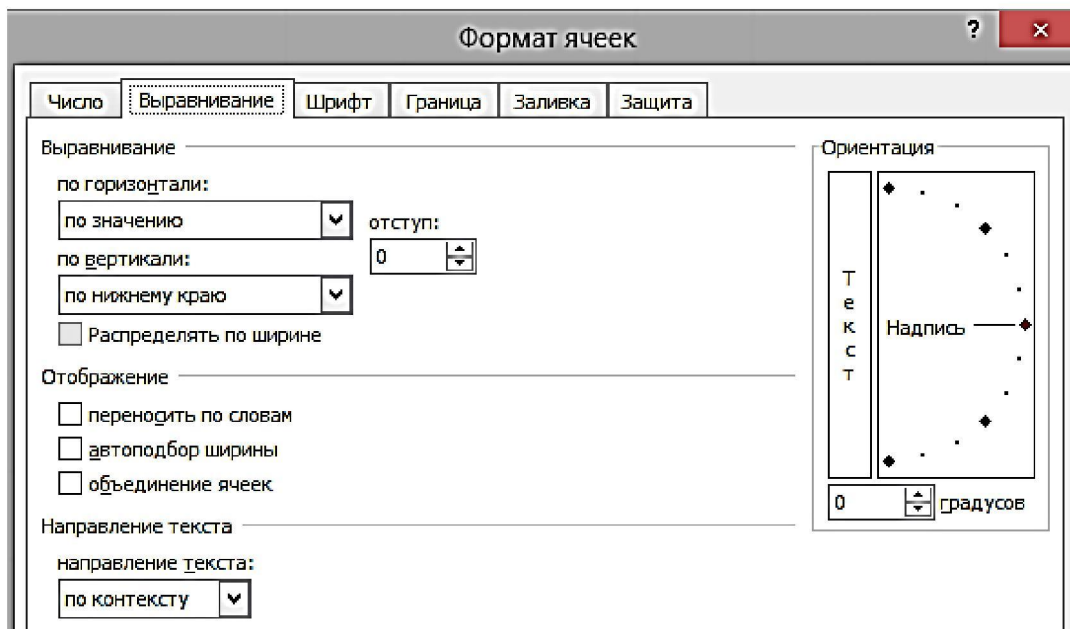 Формат ячеек
?
×
Число Выравнивание Шрифт Граница Заливка Защита
Выравнивание
по горизонтали:
по значению
отступ:
0
по вертикали:
по нижнему краю
Распределять по ширине
Отображение
переносить по словам
автоподбор ширины
объединение ячеек
Направление текста
направление текста:
по контексту
Ориентация
Текст
Надпись
0 градусов